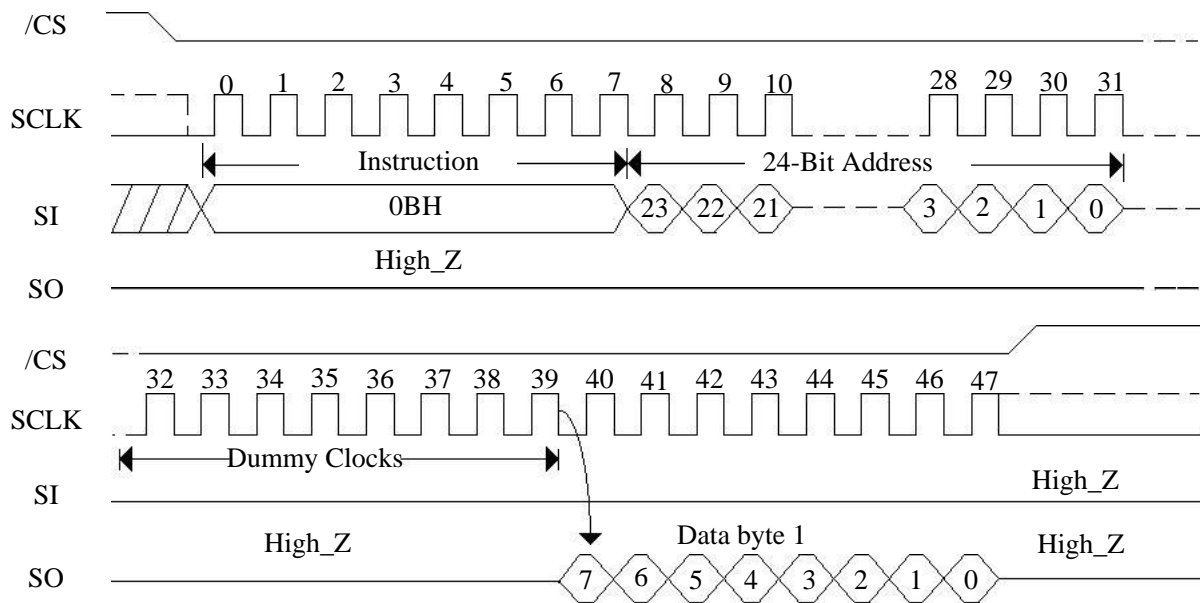 /CS
0 1 2 3 4 5 6 7 8 9 10 28 29 30 31
SCLK
Instruction 24-Bit Address
SI 0BH 23 22 21 3 2 1 0
High_Z
SO
/CS
32 33 34 35 36 37 38 39 40 41 42 43 44 45 46 47
SCLK
Dummy Clocks
SI High_Z
High_Z Data byte 1 High_Z
SO 7 6 5 4 3 2 1 0